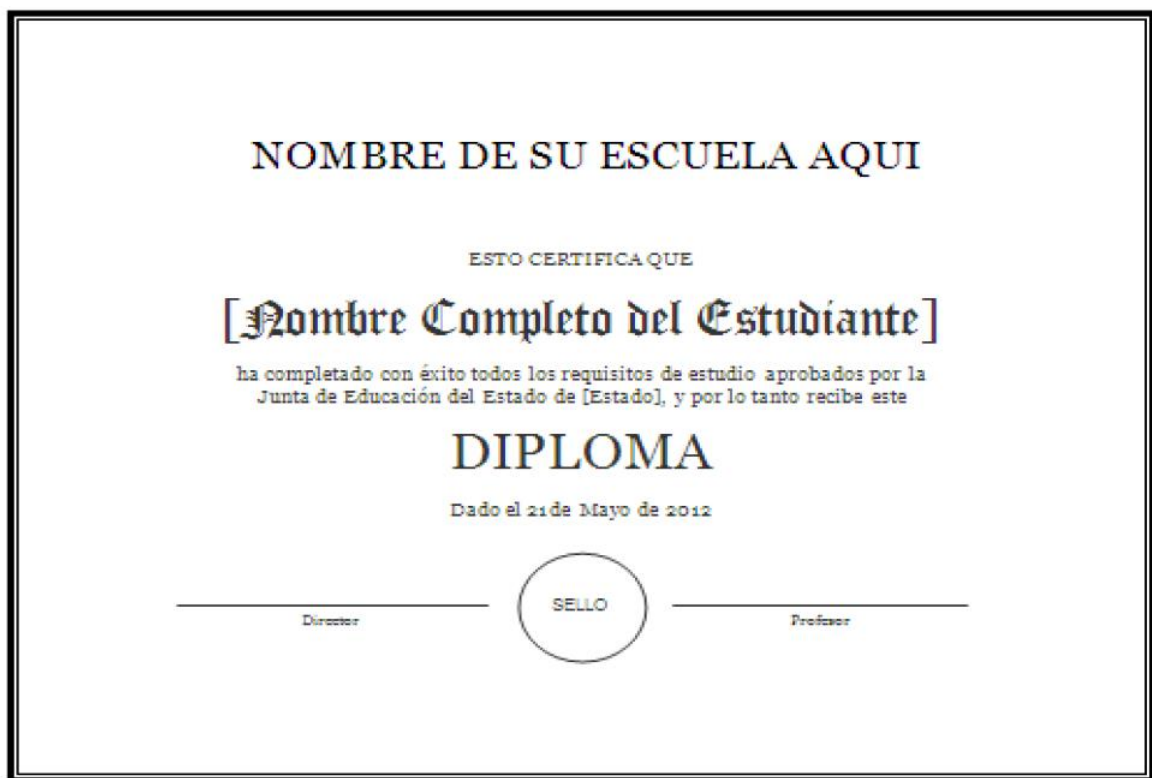 NOMBRE DE SU ESCUELA AQUI
ESTO CERTIFICA QUE
[Nombre Completo del Estudiante]
ha completado con éxito todos los requisitos de estudio aprobados por la
Junta de Educación del Estado de [Estado], y por lo tanto recibe este
DIPLOMA
Dado el 21de Mayo de 2012
SELLO
Director
Profesor